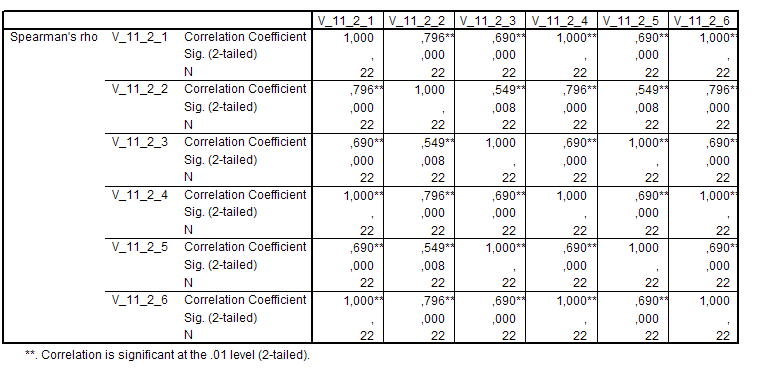 V_11_2_1 V_11_2_2 V_11_2_3 V_11_2_4 V_11_2_5 V_11_2_6
Spearman's rho V_11_2_1 Correlation Coefficient 1,000 ,796** ,690** 1,000** ,690** 1,000**
Sig. (2-tailed) , ,000 ,000 , ,000 ,
N 22 22 22 22 22 22
V_11_2_2 Correlation Coefficient ,796** 1,000 ,549** ,796** ,549** ,796**
Sig. (2-tailed) ,000 , ,008 ,000 ,008 ,000
N 22 22 22 22 22 22
V_11_2_3 Correlation Coefficient ,690** ,549** 1,000 ,690** 1,000** ,690**
Sig. (2-tailed) ,000 ,008 , ,000 , ,000
N 22 22 22 22 22 22
V_11_2_4 Correlation Coefficient 1,000** ,796** ,690** 1,000 ,690** 1,000**
Sig. (2-tailed) , ,000 ,000 , ,000 ,
N 22 22 22 22 22 22
V_11_2_5 Correlation Coefficient ,690** ,549** 1,000** ,690** 1,000 ,690**
Sig. (2-tailed) ,000 ,008 , ,000 , ,000
N 22 22 22 22 22 22
V_11_2_6 Correlation Coefficient 1,000** ,796** ,690** 1,000** ,690** 1,000
Sig. (2-tailed) , ,000 ,000 , ,000 ,
N 22 22 22 22 22 22
**. Correlation is significant at the .01 level (2-tailed).